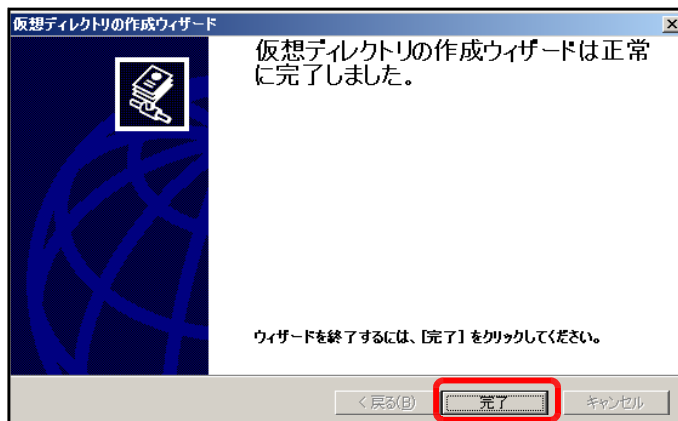 仮想ディレクトリの作成ウィザード
仮想ディレクトリの作成ウィザードは正常
に完了しました。
ウィザードを終了するには、[完了] をクリックしてください。
< 戻る(B)
完了
キャンセル